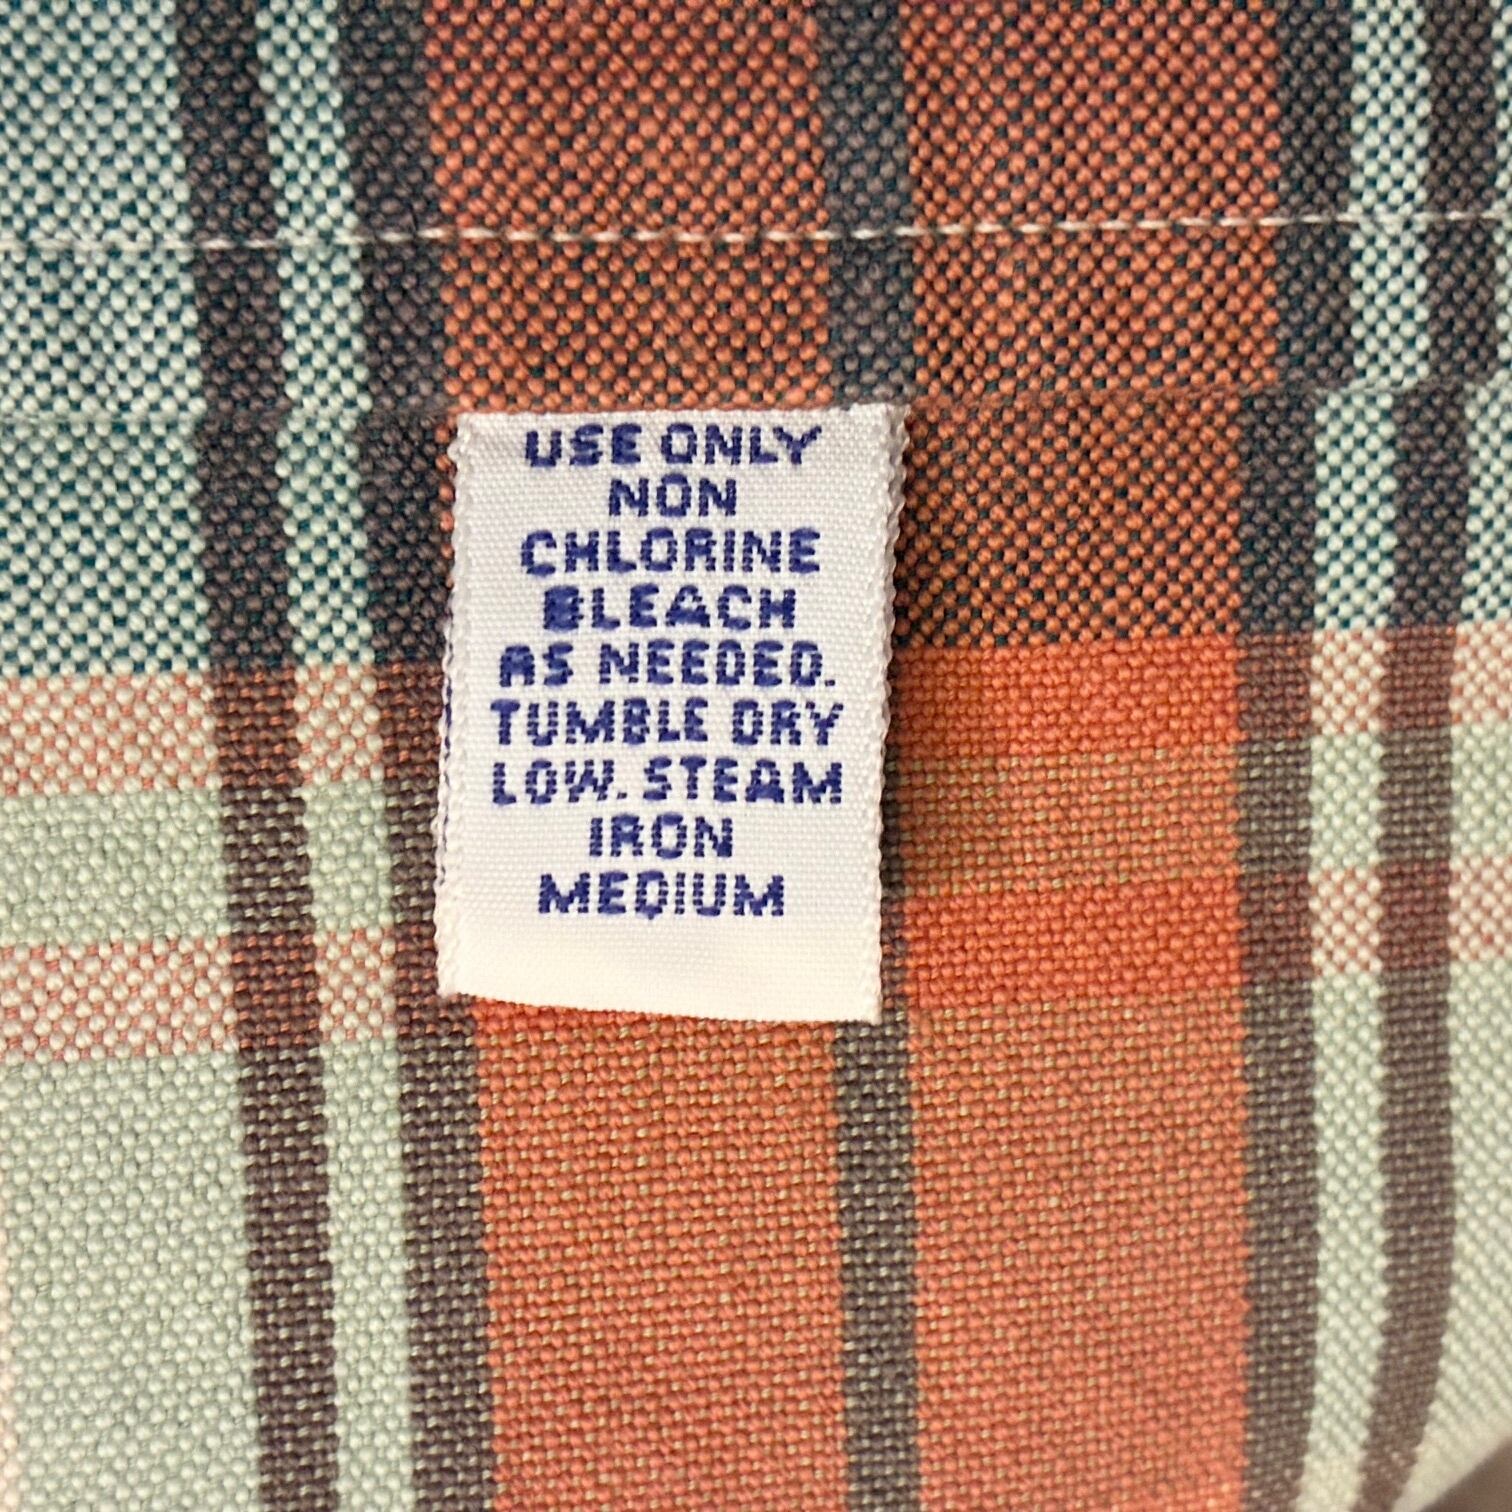 USE ONLY
NON
CHLORINE
BLEACH
AS NEEDED.
TUMBLE DRY
LOW. STEAM
IRON
MEDIUM